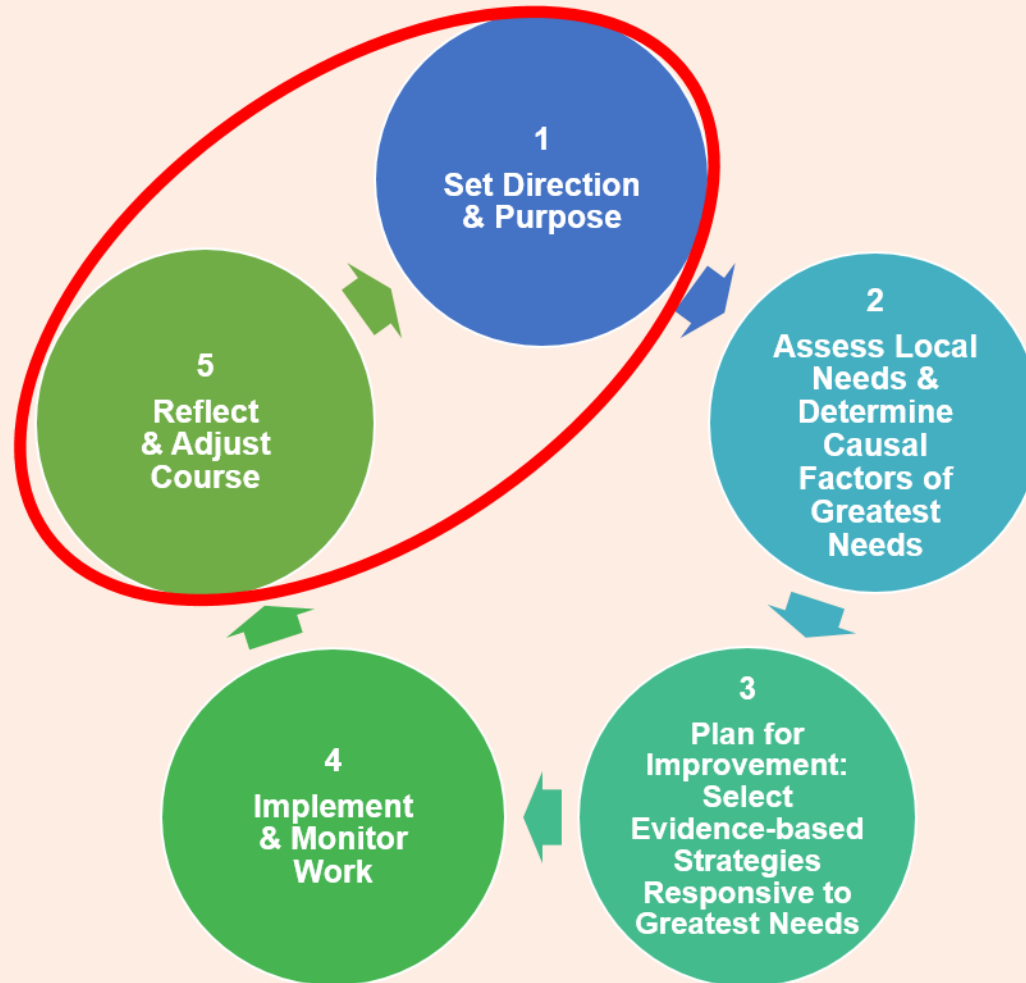 1
Set Direction
& Purpose
2
Assess Local
Needs &
Determine
Causal
Factors of
Greatest
Needs
3
Plan for
Improvement:
Select
Evidence-based
Strategies
Responsive to
Greatest Needs
4
Implement
& Monitor
Work
5
Reflect
& Adjust
Course